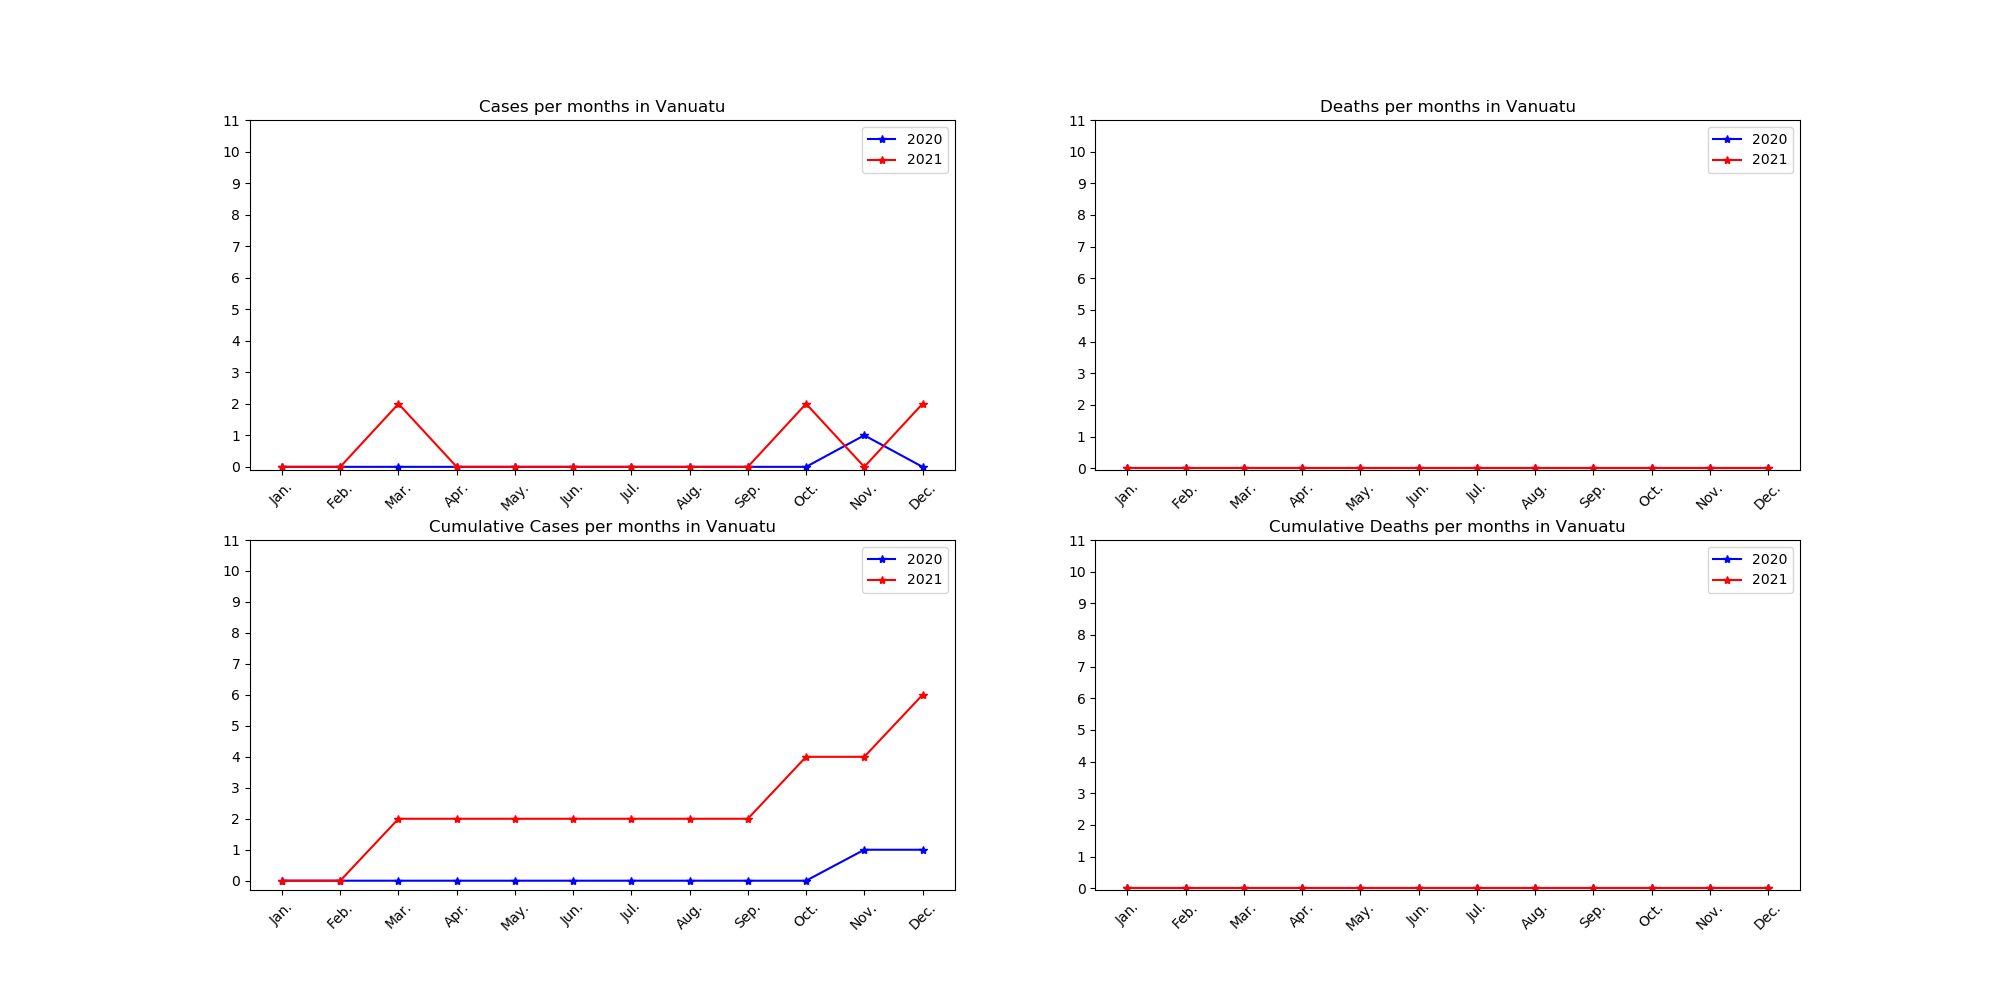 Cases per months in Vanuatu
11
10
9
8
7
6
5
4
3
2
1
0
2020
2021
Jan.
Feb.
Mar.
Apr.
May.
Jun.
Jul.
Aug.
Sep.
Oct.
Nov.
Dec.
Deaths per months in Vanuatu
11
10
9
8
7
6
5
4
3
2
1
0
2020
2021
Jan.
Feb.
Mar.
Apr.
May.
Jun.
Jul.
Aug.
Sep.
Oct.
Nov.
Dec.
Cumulative Cases per months in Vanuatu
11
10
9
8
7
6
5
4
3
2
1
0
2020
2021
Jan.
Feb.
Mar.
Apr.
May.
Jun.
Jul.
Aug.
Sep.
Oct.
Nov.
Dec.
Cumulative Deaths per months in Vanuatu
11
10
9
8
7
6
5
4
3
2
1
0
2020
2021
Jan.
Feb.
Mar.
Apr.
May.
Jun.
Jul.
Aug.
Sep.
Oct.
Nov.
Dec.